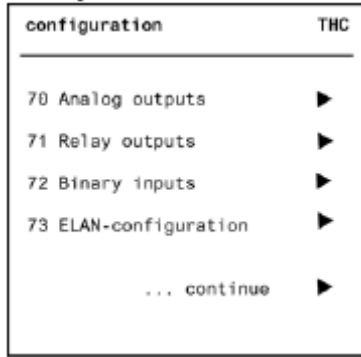 configuration THC
70 Analog outputs ▶
71 Relay outputs ▶
72 Binary inputs ▶
73 ELAN-configuration ▶
... continue ▶